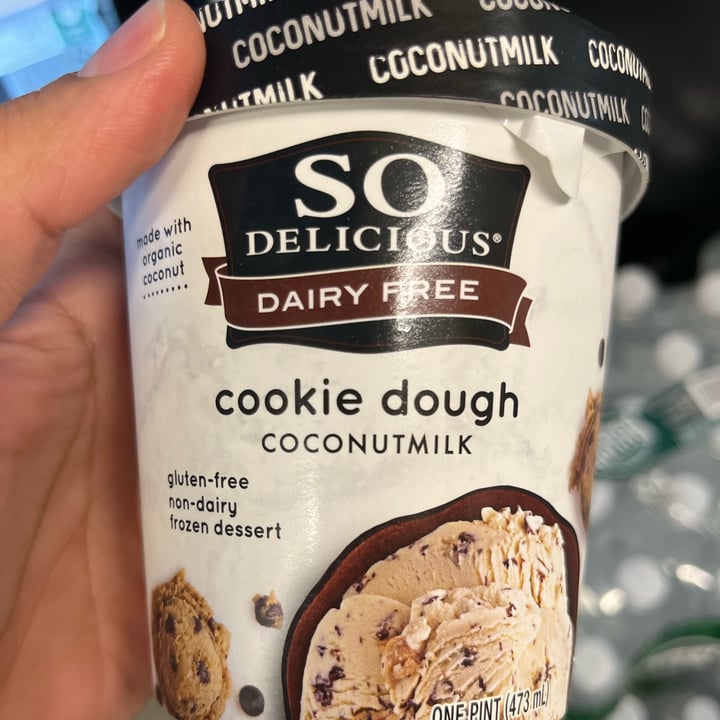 COCONUTMILK
COCONUTMILK
COCONUTMILK
SO
DELICIOUS®
DAIRY FREE
made with
organic
coconut
cookie dough
COCONUTMILK
gluten-free
non-dairy
frozen dessert
ONE PINT (473 mL)